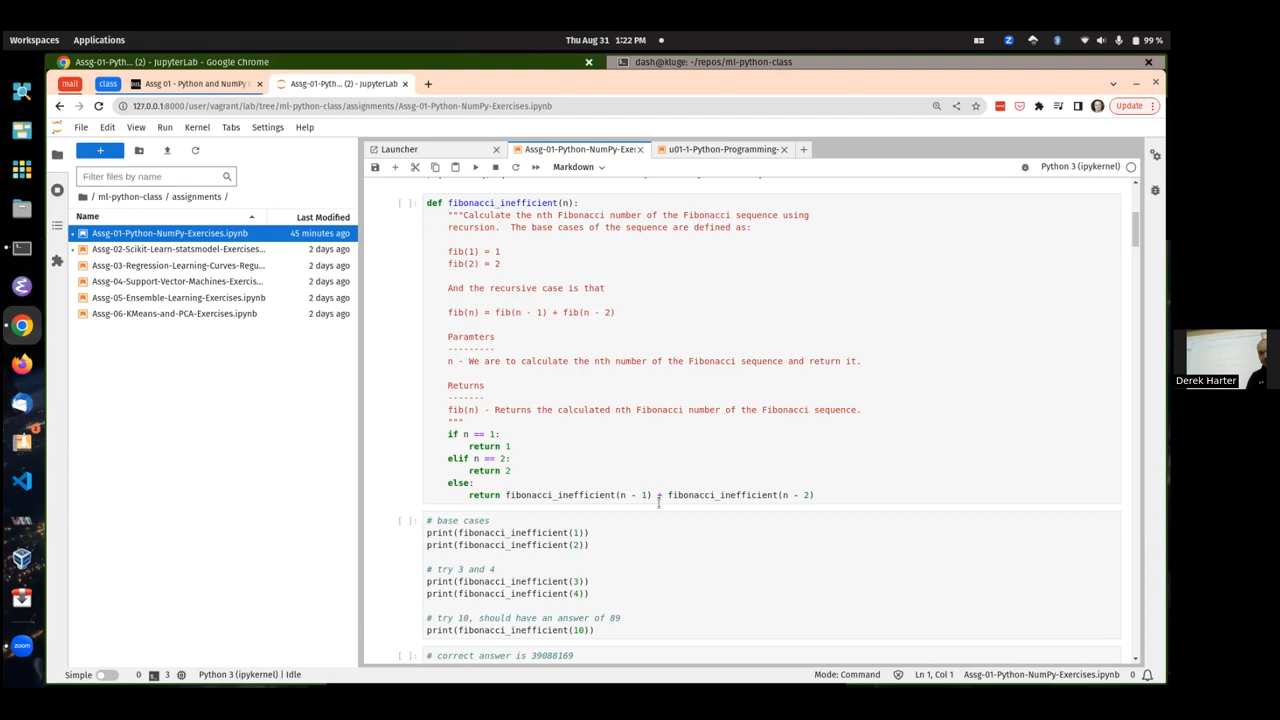 Workspaces Applications Thu Aug 31 1:22 PM 99 %
Assg-01-Pyth... (2) - JupyterLab - Google Chrome dash@kluge: ~/repos/ml-python-class
mail class Assg 01 - Python and NumPy Assg-01-Pyth... (2) - JupyterLab
127.0.0.1:8000/user/vagrant/lab/tree/ml-python-class/assignments/Assg-01-Python-NumPy-Exercises.ipynb Update
File Edit View Run Kernel Tabs Settings Help
Launcher Assg-01-Python-NumPy-Exer u01-1-Python-Programming-
Markdown Python 3 (ipykernel)
Filter files by name
/ ml-python-class / assignments /
Name Last Modified
Assg-01-Python-NumPy-Exercises.ipynb 45 minutes ago
Assg-02-Scikit-Learn-statsmodel-Exercises... 2 days ago
Assg-03-Regression-Learning-Curves-Regu... 2 days ago
Assg-04-Support-Vector-Machines-Exercis... 2 days ago
Assg-05-Ensemble-Learning-Exercises.ipynb 2 days ago
Assg-06-KMeans-and-PCA-Exercises.ipynb 2 days ago
[ ]: def fibonacci_inefficient(n):
"""Calculate the nth Fibonacci number of the Fibonacci sequence using
recursion. The base cases of the sequence are defined as:
fib(1) = 1
fib(2) = 2
And the recursive case is that
fib(n) = fib(n - 1) + fib(n - 2)
Paramters
---------
n - We are to calculate the nth number of the Fibonacci sequence and return it.
Returns
-------
fib(n) - Returns the calculated nth Fibonacci number of the Fibonacci sequence.
"""
if n == 1:
return 1
elif n == 2:
return 2
else:
return fibonacci_inefficient(n - 1) + fibonacci_inefficient(n - 2)
[ ]: # base cases
print(fibonacci_inefficient(1))
print(fibonacci_inefficient(2))
# try 3 and 4
print(fibonacci_inefficient(3))
print(fibonacci_inefficient(4))
# try 10, should have an answer of 89
print(fibonacci_inefficient(10))
[ ]: # correct answer is 39088169
Derek Harter
zoom
Simple 0 3 Python 3 (ipykernel) | Idle Mode: Command Ln 1, Col 1 Assg-01-Python-NumPy-Exercises.ipynb 0